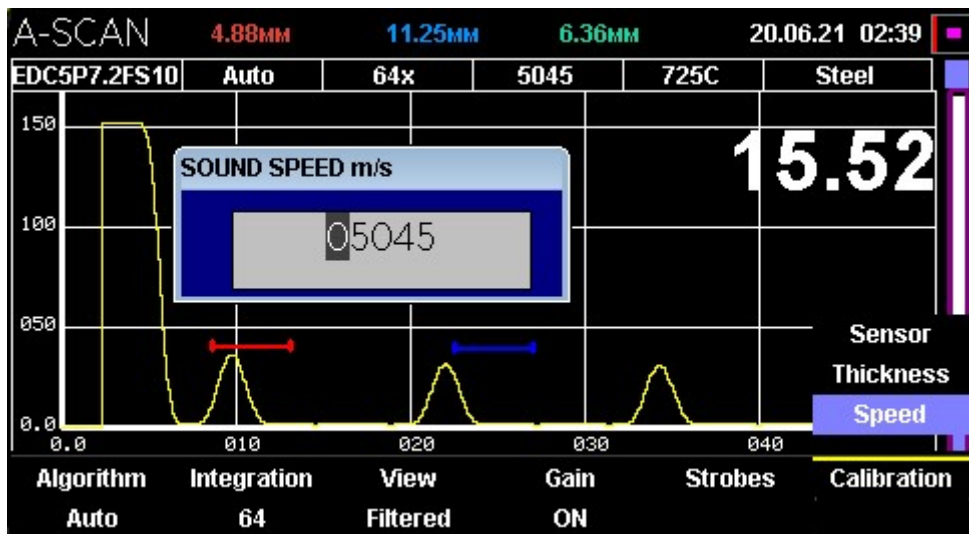 A-SCAN 4.88мм 11.25мм 6.36мм 20.06.21 02:39
EDC5P7.2FS10 Auto 64x 5045 725C Steel
150
15.52
SOUND SPEED m/s
100
05045
050
Sensor
Thickness
Speed
0.0
0.0 010 020 030 040
Algorithm Integration View Gain Strobes Calibration
Auto 64 Filtered ON